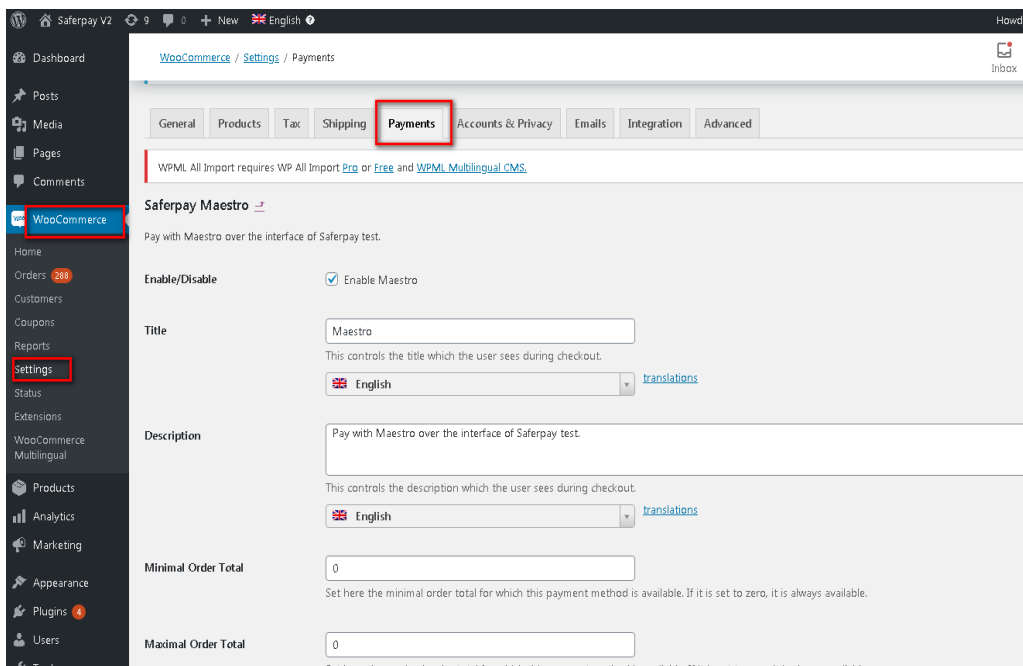 Saferpay V2 9 0 + New English
Howd
Dashboard
Posts
Media
Pages
Comments
WooCommerce
Home
Orders 288
Customers
Coupons
Reports
Settings
Status
Extensions
WooCommerce
Multilingual
Products
Analytics
Marketing
Appearance
Plugins 4
Users
WooCommerce / Settings / Payments
Inbox
General Products Tax Shipping Payments Accounts & Privacy Emails Integration Advanced
WPML All Import requires WP All Import Pro or Free and WPML Multilingual CMS.
Saferpay Maestro
Pay with Maestro over the interface of Saferpay test.
Enable/Disable
Enable Maestro
Title
Maestro
This controls the title which the user sees during checkout.
English
translations
Description
Pay with Maestro over the interface of Saferpay test.
This controls the description which the user sees during checkout.
English
translations
Minimal Order Total
0
Set here the minimal order total for which this payment method is available. If it is set to zero, it is always available.
Maximal Order Total
0